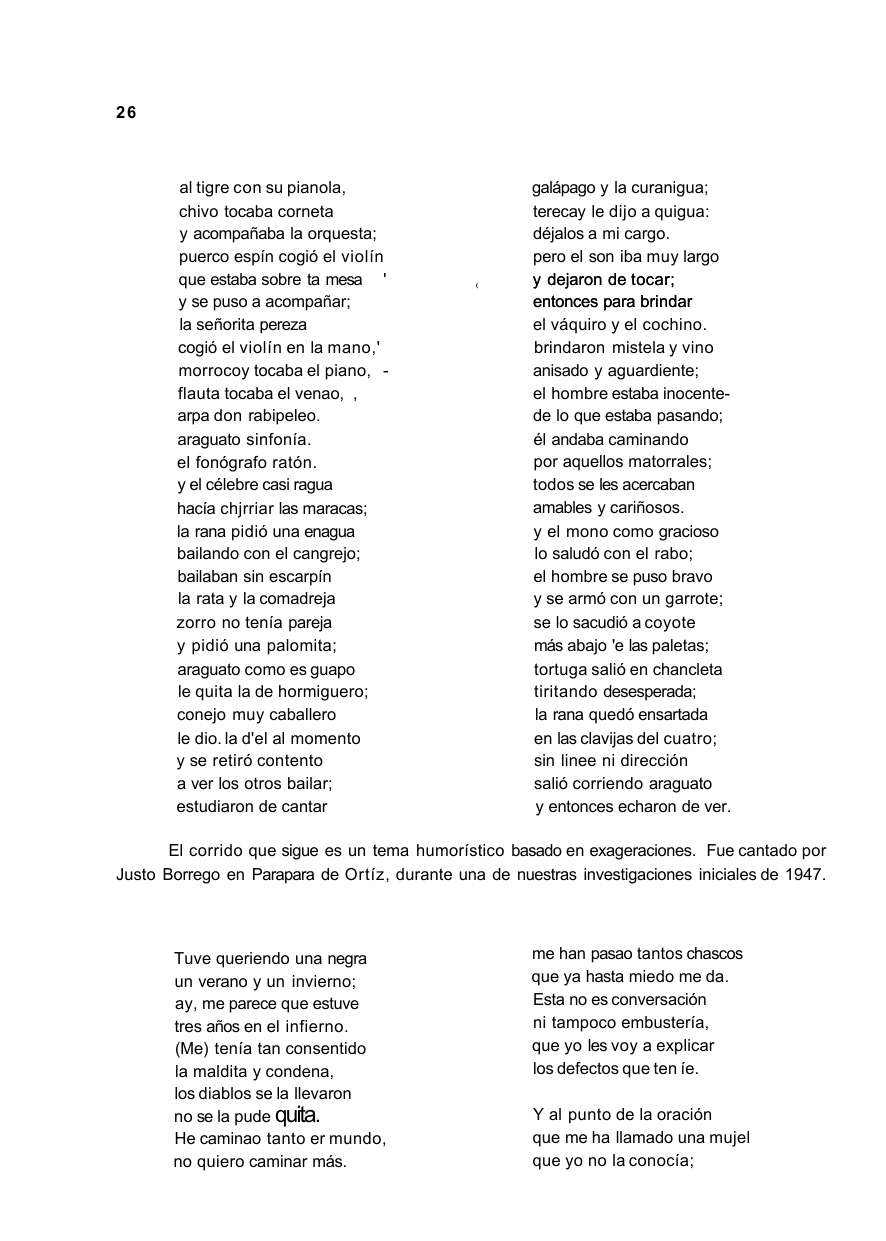 26
al tigre con su pianola,
chivo tocaba corneta
y acompañaba la orquesta;
puerco espín cogió el violín
que estaba sobre ta mesa '
y se puso a acompañar;
la señorita pereza
cogió el violín en la mano,'
morrocoy tocaba el piano, -
flauta tocaba el venao, ,
arpa don rabipeleo.
araguato sinfonía.
el fonógrafo ratón.
y el célebre casi ragua
hacía chjrriar las maracas;
la rana pidió una enagua
bailando con el cangrejo;
bailaban sin escarpín
la rata y la comadreja
zorro no tenía pareja
y pidió una palomita;
araguato como es guapo
le quita la de hormiguero;
conejo muy caballero
le dio. la d'el al momento
y se retiró contento
a ver los otros bailar;
estudiaron de cantar
galápago y la curanigua;
terecay le dijo a quigua:
déjalos a mi cargo.
pero el son iba muy largo
( y dejaron de tocar;
entonces para brindar
el váquiro y el cochino.
brindaron mistela y vino
anisado y aguardiente;
el hombre estaba inocente-
de lo que estaba pasando;
él andaba caminando
por aquellos matorrales;
todos se les acercaban
amables y cariñosos.
y el mono como gracioso
lo saludó con el rabo;
el hombre se puso bravo
y se armó con un garrote;
se lo sacudió a coyote
más abajo 'e las paletas;
tortuga salió en chancleta
tiritando desesperada;
la rana quedó ensartada
en las clavijas del cuatro;
sin linee ni dirección
salió corriendo araguato
y entonces echaron de ver.
El corrido que sigue es un tema humorístico basado en exageraciones. Fue cantado por
Justo Borrego en Parapara de Ortíz, durante una de nuestras investigaciones iniciales de 1947.
Tuve queriendo una negra
un verano y un invierno;
ay, me parece que estuve
tres años en el infierno.
(Me) tenía tan consentido
la maldita y condena,
los diablos se la llevaron
no se la pude quita.
He caminao tanto er mundo,
no quiero caminar más.
me han pasao tantos chascos
que ya hasta miedo me da.
Esta no es conversación
ni tampoco embustería,
que yo les voy a explicar
los defectos que ten íe.
Y al punto de la oración
que me ha llamado una mujel
que yo no la conocía;